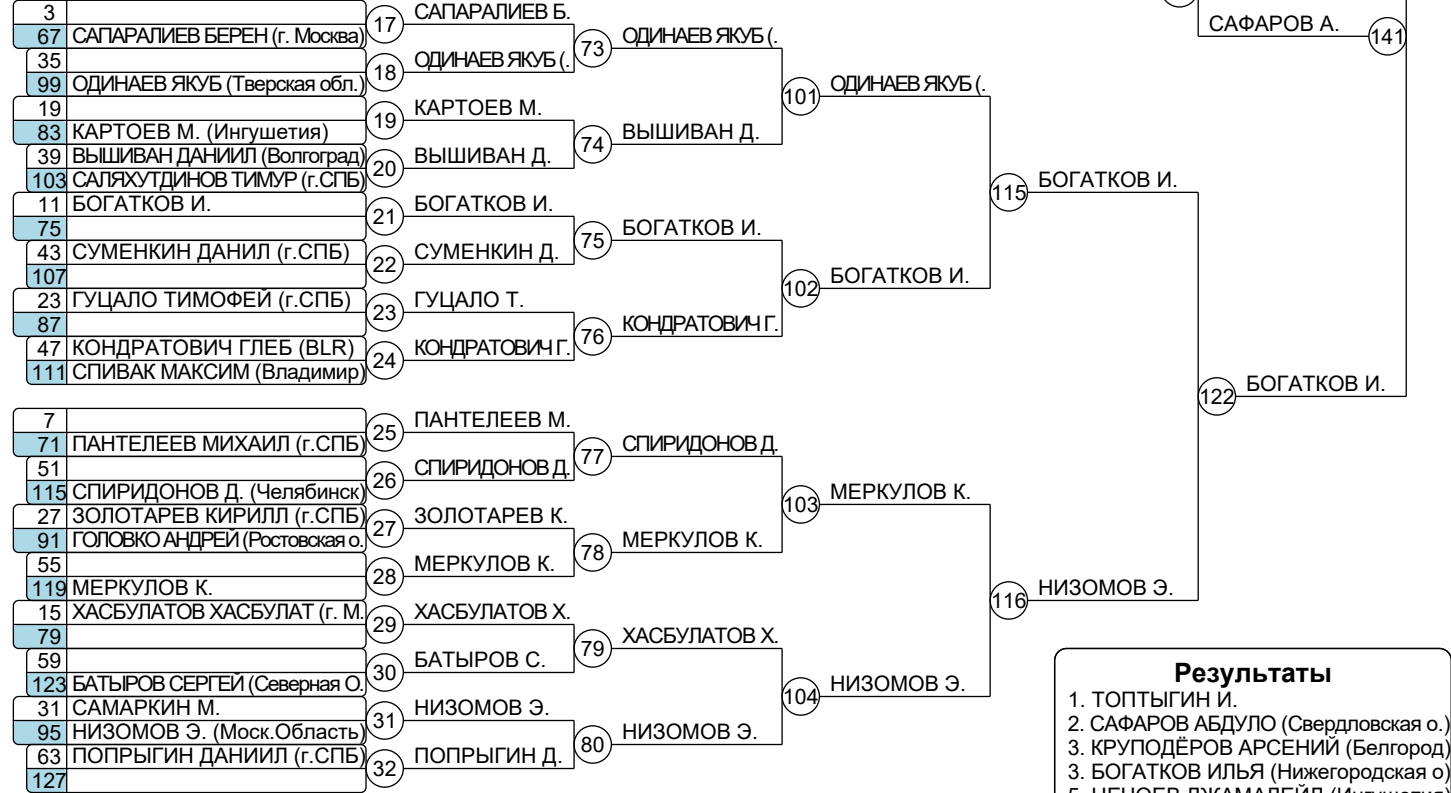 3
САПАРАЛИЕВ Б.
17
67 САПАРАЛИЕВ БЕРЕН (г. Москва)
73
ОДИНАЕВ ЯКУБ (.
35
ОДИНАЕВ ЯКУБ (.
18
99 ОДИНАЕВ ЯКУБ (Тверская обл.)
101
ОДИНАЕВ ЯКУБ (.
19
КАРТОЕВ М.
19
83 КАРТОЕВ М. (Ингушетия)
74
ВЫШИВАН Д.
39 ВЫШИВАН ДАНИИЛ (Волгоград)
ВЫШИВАН Д.
20
103 САЛЯХУТДИНОВ ТИМУР (г.СПБ)
115
БОГАТКОВ И.
11 БОГАТКОВ И.
БОГАТКОВ И.
21
75
75
БОГАТКОВ И.
43 СУМЕНКИН ДАНИЛ (г.СПБ)
СУМЕНКИН Д.
22
107
102
БОГАТКОВ И.
23 ГУЦАЛО ТИМОФЕЙ (г.СПБ)
ГУЦАЛО Т.
23
87
76
КОНДРАТОВИЧ Г.
47 КОНДРАТОВИЧ ГЛЕБ (BLR)
КОНДРАТОВИЧ Г.
24
111 СПИВАК МАКСИМ (Владимир)
122
БОГАТКОВ И.
САФАРОВ А.
141
7
ПАНТЕЛЕЕВ М.
25
71 ПАНТЕЛЕЕВ МИХАИЛ (г.СПБ)
77
СПИРИДОНОВ Д.
51
СПИРИДОНОВ Д.
26
115 СПИРИДОНОВ Д. (Челябинск)
103
МЕРКУЛОВ К.
27 ЗОЛОТАРЕВ КИРИЛЛ (г.СПБ)
ЗОЛОТАРЕВ К.
27
91 ГОЛОВКО АНДРЕЙ (Ростовская о.
78
МЕРКУЛОВ К.
55
МЕРКУЛОВ К.
28
119 МЕРКУЛОВ К.
116
НИЗОМОВ Э.
15 ХАСБУЛАТОВ ХАСБУЛАТ (г. М.
ХАСБУЛАТОВ Х.
29
79
79
ХАСБУЛАТОВ Х.
59
БАТЫРОВ С.
30
123 БАТЫРОВ СЕРГЕЙ (Северная О.
104
НИЗОМОВ Э.
31 САМАРКИН М.
НИЗОМОВ Э.
31
95 НИЗОМОВ Э. (Моск.Область)
80
НИЗОМОВ Э.
63 ПОПРЫГИН ДАНИИЛ (г.СПБ)
ПОПРЫГИН Д.
32
127
Результаты
1. ТОПТЫГИН И.
2. САФАРОВ АБДУЛО (Свердловская о.)
3. КРУПОДЁРОВ АРСЕНИЙ (Белгород)
3. БОГАТКОВ ИЛЬЯ (Нижегородская о)